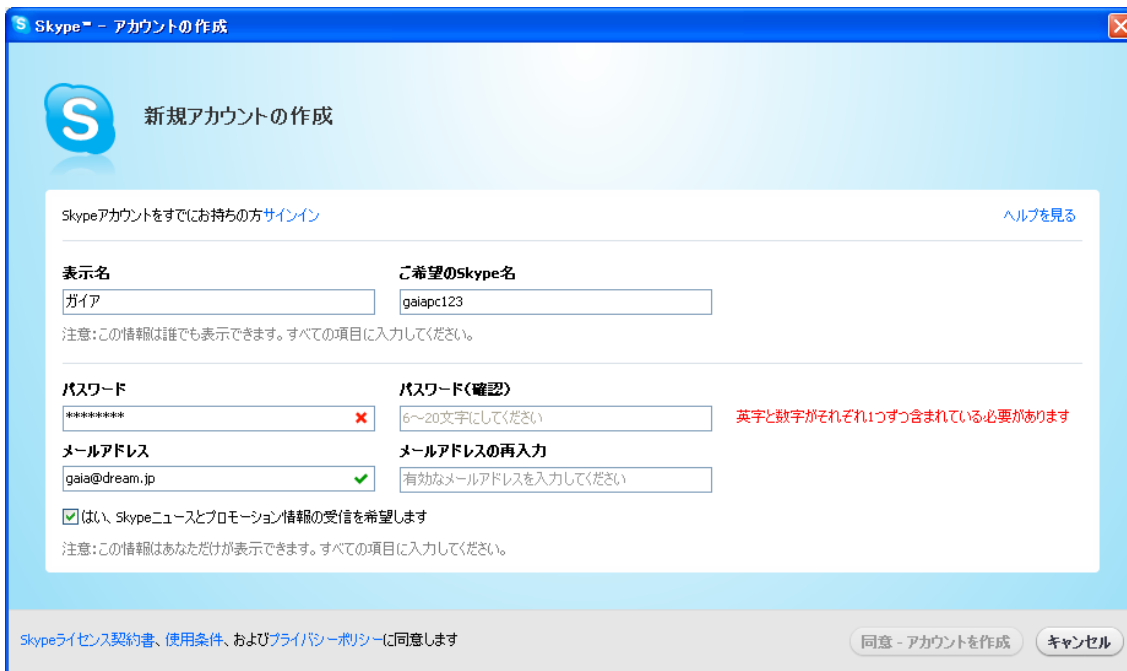 Skype™ - アカウントの作成
新規アカウントの作成
Skypeアカウントをすでにお持ちの方サインイン ヘルプを見る
表示名 ご希望のSkype名
ガイア gaiapc123
注意：この情報は誰でも表示できます。すべての項目に入力してください。
パスワード パスワード（確認）
******** 6～20文字にしてください 英字と数字がそれぞれ1つずつ含まれている必要があります
メールアドレス メールアドレスの再入力
gaia@dream.jp 有効なメールアドレスを入力してください
はい、Skypeニュースとプロモーション情報の受信を希望します
注意：この情報はあなただけが表示できます。すべての項目に入力してください。
Skypeライセンス契約書、使用条件、およびプライバシーポリシーに同意します 同意 - アカウントを作成 キャンセル